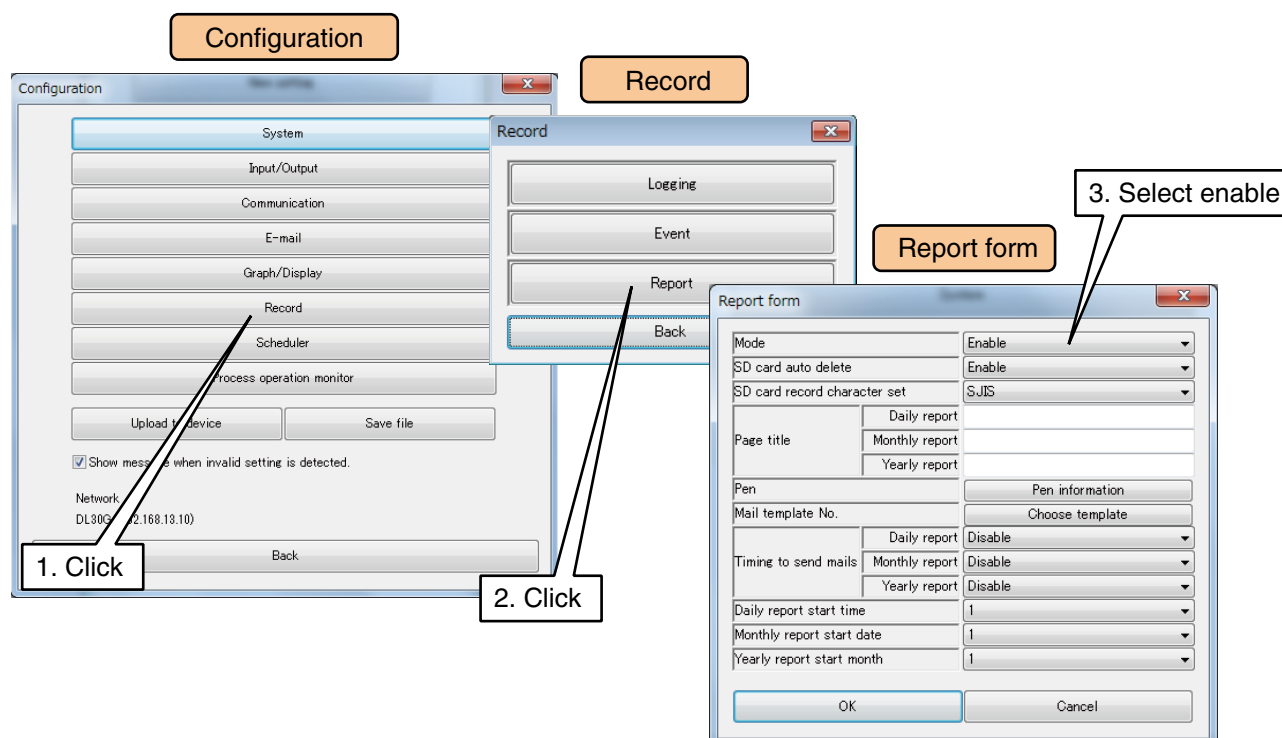 Configuration
Configuration
System
Input/Output
Communication
E-mail
Graph/Display
Record
Scheduler
Process operation monitor
Upload to device
Save file
Show message when invalid setting is detected.
Network
DL30G
2.168.13.10)
Back
1. Click
Record
Record
Logging
Event
Report
Back
2. Click
Report form
Report form
3. Select enable
Mode Enable
SD card auto delete Enable
SD card record character set SJIS
Page title
Daily report
Monthly report
Yearly report
Pen Pen information
Mail template No. Choose template
Timing to send mails
Daily report Disable
Monthly report Disable
Yearly report Disable
Daily report start time 1
Monthly report start date 1
Yearly report start month 1
OK
Cancel